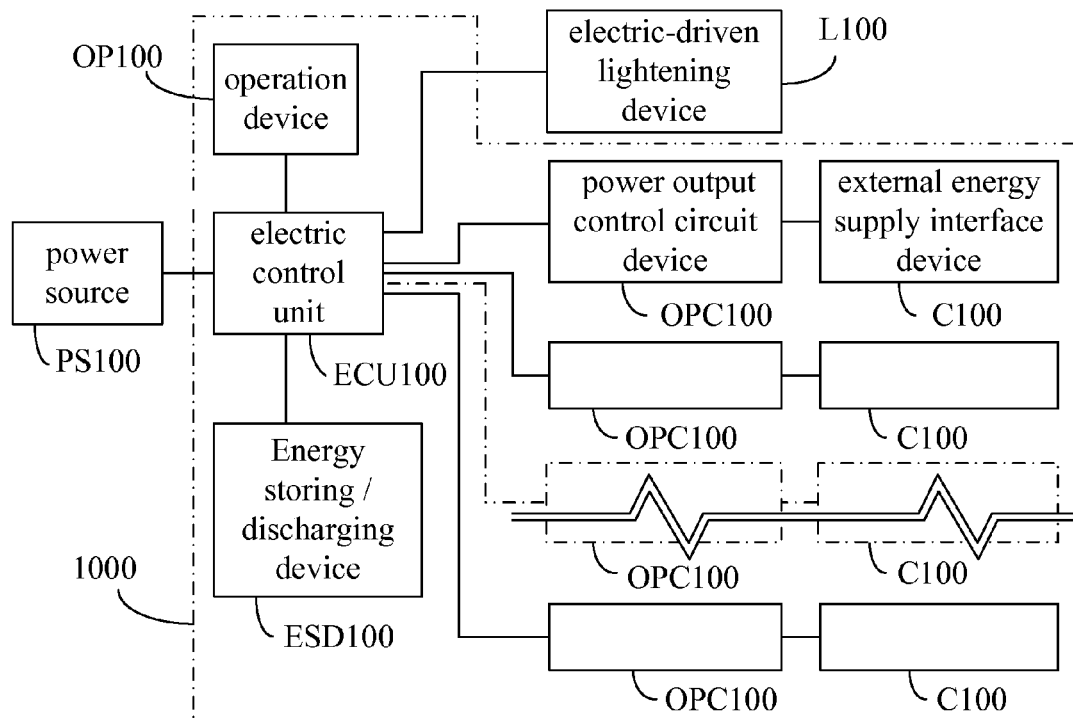 OP100
operation
device
electric-driven
lightening
device
L100
power
source
PS100
electric
control
unit
ECU100
power output
control circuit
device
OPC100
external energy
supply interface
device
C100
OPC100
C100
Energy
storing /
discharging
device
ESD100
1000
OPC100
C100
OPC100
C100